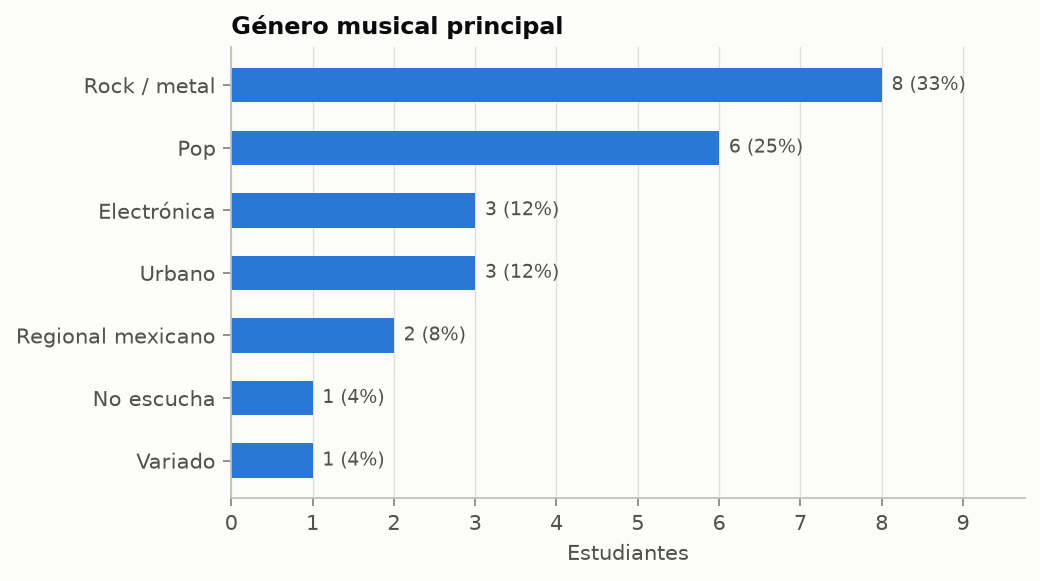 Género musical principal
Rock / metal 8 (33%)
Pop 6 (25%)
Electrónica 3 (12%)
Urbano 3 (12%)
Regional mexicano 2 (8%)
No escucha 1 (4%)
Variado 1 (4%)
0 1 2 3 4 5 6 7 8 9
Estudiantes